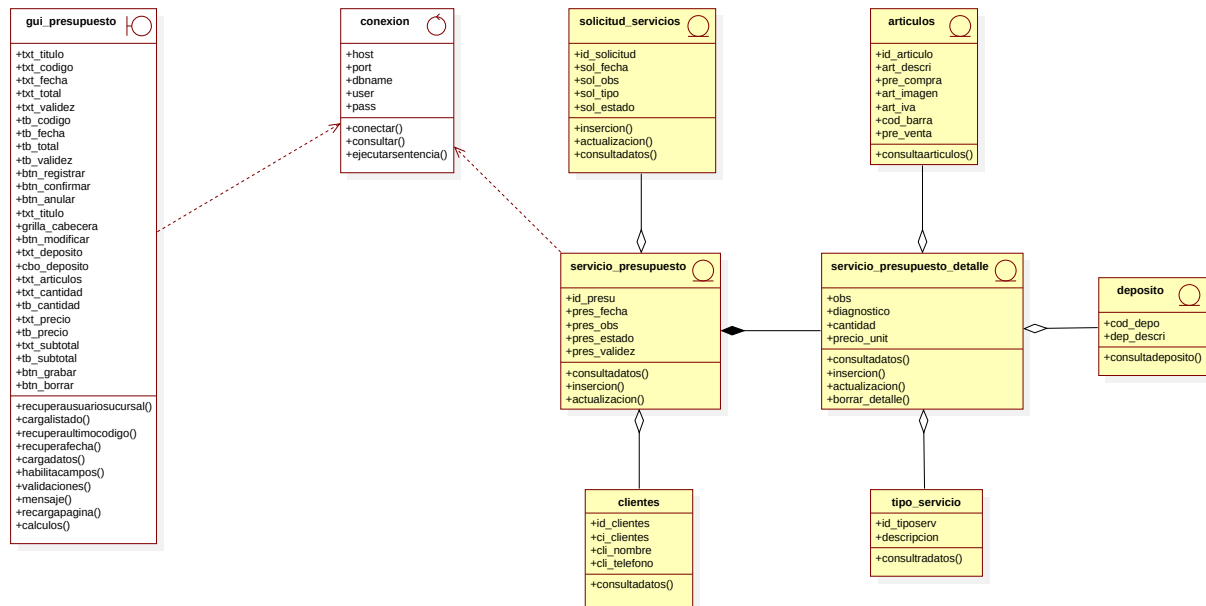 gui_presupuesto
+txt_titulo
+txt_codigo
+txt_fecha
+txt_total
+txt_validez
+tb_codigo
+tb_fecha
+tb_total
+tb_validez
+btn_registrar
+btn_confirmar
+btn_anular
+txt_titulo
+grilla_cabecera
+btn_modificar
+txt_deposito
+cbo_deposito
+txt_articulos
+txt_cantidad
+tb_cantidad
+txt_precio
+tb_precio
+txt_subtotal
+tb_subtotal
+btn_grabar
+btn_borrar
+recuperausuariosucursal()
+cargalistado()
+recuperaultimocodigo()
+recuperafecha()
+cargadatos()
+habilitacampos()
+validaciones()
+mensaje()
+recargapagina()
+calculos()
conexion
+host
+port
+dbname
+user
+pass
+conectar()
+consultar()
+ejecutarsentencia()
solicitud_servicios
+id_solicitud
+sol_fecha
+sol_obs
+sol_tipo
+sol_estado
+insercion()
+actualizacion()
+consultadatos()
articulos
+id_articulo
+art_descri
+pre_compra
+art_imagen
+art_iva
+cod_barra
+pre_venta
+consultaarticulos()
servicio_presupuesto
+id_presu
+pres_fecha
+pres_obs
+pres_estado
+pres_validez
+consultadatos()
+insercion()
+actualizacion()
servicio_presupuesto_detalle
+obs
+diagnostico
+cantidad
+precio_unit
+consultadatos()
+insercion()
+actualizacion()
+borrar_detalle()
deposito
+cod_depo
+dep_descri
+consultadeposito()
clientes
+id_clientes
+ci_clientes
+cli_nombre
+cli_telefono
+consultadatos()
tipo_servicio
+id_tiposerv
+descripcion
+consultradatos()